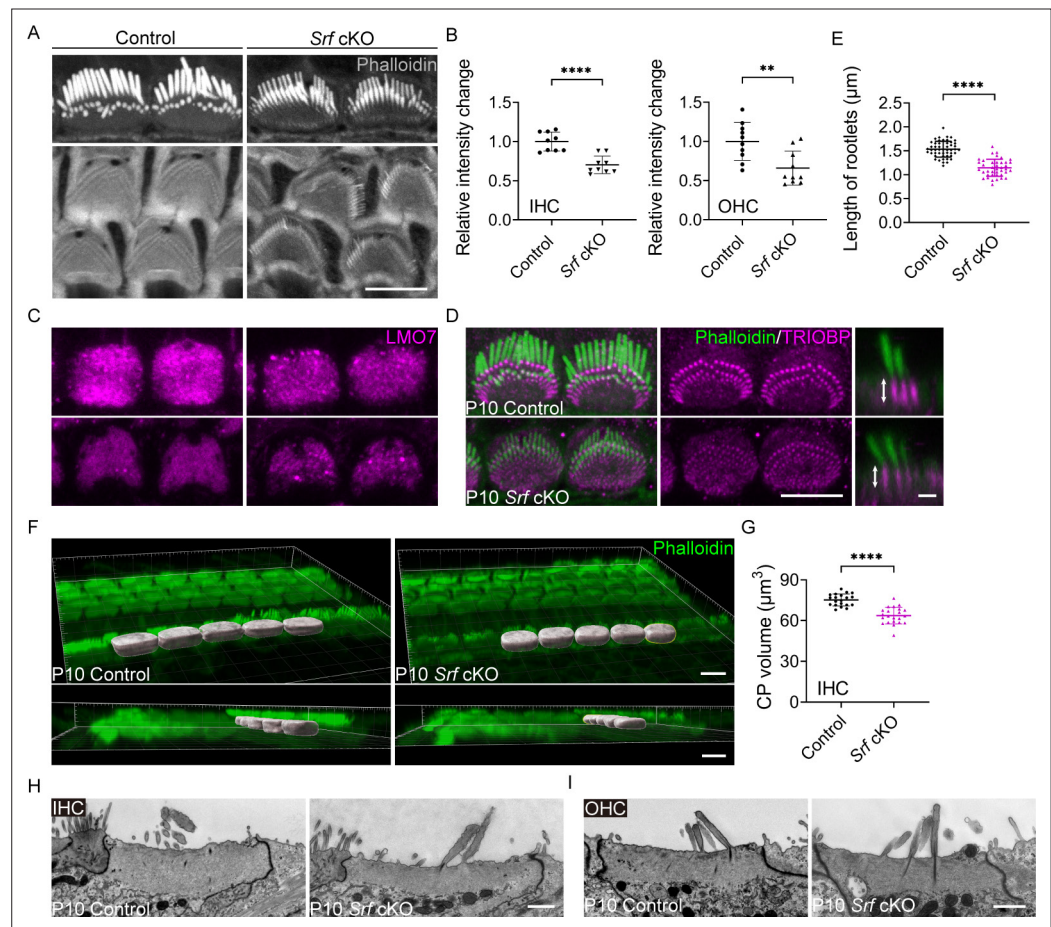 A
Control
Srf cKO
Phalloidin
B
Relative intensity change
1.5
1.0
0.5
0.0
****
IHC
Control
Srf cKO
Relative intensity change
1.5
1.0
0.5
0.0
**
OHC
Control
Srf cKO
E
Length of rootlets (μm)
2.5
2.0
1.5
1.0
0.5
0.0
****
Control
Srf cKO
C
LMO7
D
Phalloidin/TRIOBP
P10 Control
P10 Srf cKO
F
Phalloidin
P10 Control
P10 Srf cKO
G
CP volume (μm³)
90
60
30
0
****
IHC
Control
Srf cKO
H
IHC
P10 Control
P10 Srf cKO
I
OHC
P10 Control
P10 Srf cKO